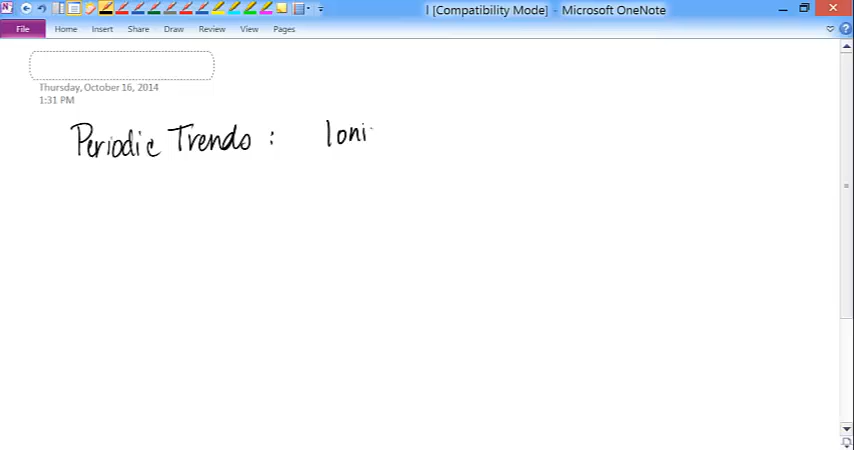 I [Compatibility Mode] - Microsoft OneNote
File Home Insert Share Draw Review View Pages
Thursday, October 16, 2014
1:31 PM
Periodic Trends : Ioni